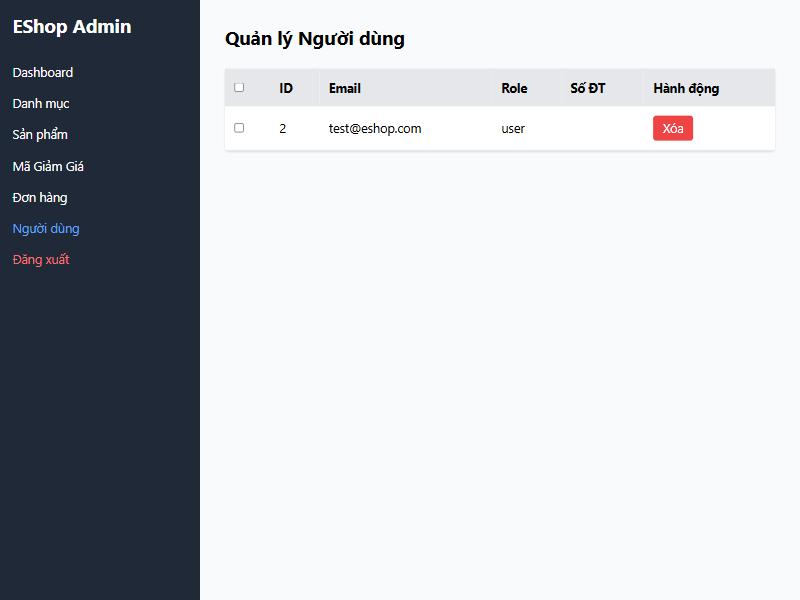 EShop Admin
Dashboard
Danh mục
Sản phẩm
Mã Giảm Giá
Đơn hàng
Người dùng
Đăng xuất
Quản lý Người dùng
ID Email Role Số ĐT Hành động
2 test@eshop.com user Xóa